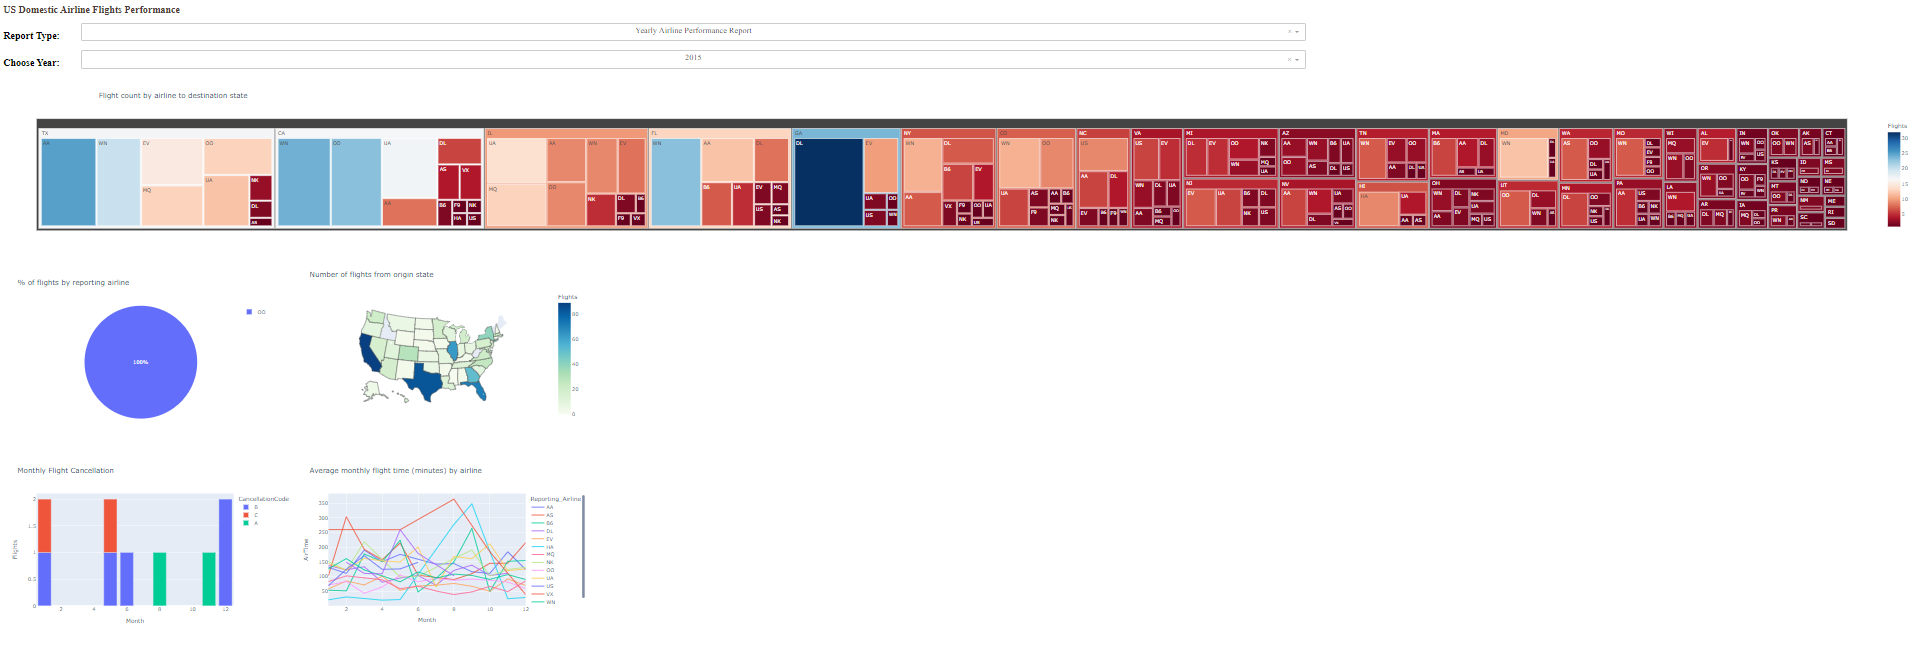 US Domestic Airline Flights Performance
Report Type:
Yearly Airline Performance Report
Choose Year:
2015
Flight count by airline to destination state
TX
AA
WN
EV
MQ
OO
UA
NK
DL
AS
CA
WN
OO
UA
AA
DL
AS
VX
B6
F9
NK
HA
US
IL
UA
MQ
AA
OO
WN
EV
NK
DL
B6
F9
VX
FL
WN
AA
DL
B6
UA
EV
MQ
US
AS
NK
GA
DL
EV
UA
OO
US
WN
NY
WN
DL
B6
EV
VX
F9
OO
UA
NK
US
CO
WN
OO
UA
AS
AA
B6
F9
MQ
NK
NC
US
AA
DL
EV
B6
F9
VA
US
EV
WN
DL
UA
AA
B6
MQ
MI
DL
EV
OO
NK
WN
MQ
UA
NJ
EV
UA
B6
DL
NK
US
AZ
AA
WN
B6
UA
OO
AS
DL
US
NV
AA
WN
UA
AS
OO
DL
TN
WN
EV
OO
AA
DL
HI
HA
UA
AA
AS
MA
B6
AA
DL
OH
DL
WN
NK
UA
AA
EV
MQ
US
MD
WN
UT
OO
DL
WN
WA
AS
OO
UA
MN
DL
OO
NK
US
MO
WN
DL
EV
F9
OO
PA
AA
US
B6
NK
UA
WN
WI
MQ
WN
OO
LA
WN
AL
EV
OR
WN
OO
AR
DL
MQ
IN
WN
OO
US
KY
OO
F9
IA
MQ
OK
OO
WN
KS
MT
OO
PR
WN
AK
AS
ID
ND
NM
SC
CT
AA
MS
NE
ME
RI
SD
Flights
30
25
20
15
10
5
% of flights by reporting airline
OO
100%
Number of flights from origin state
Flights
80
60
40
20
0
Monthly Flight Cancellation
CancellationCode
B
C
A
Flights
2
1.5
1
0.5
0
2
4
6
8
10
12
Month
Average monthly flight time (minutes) by airline
Reporting_Airline
AA
AS
B6
DL
EV
HA
MQ
NK
OO
UA
US
VX
WN
AirTime
350
300
250
200
150
100
50
2
4
6
8
10
12
Month